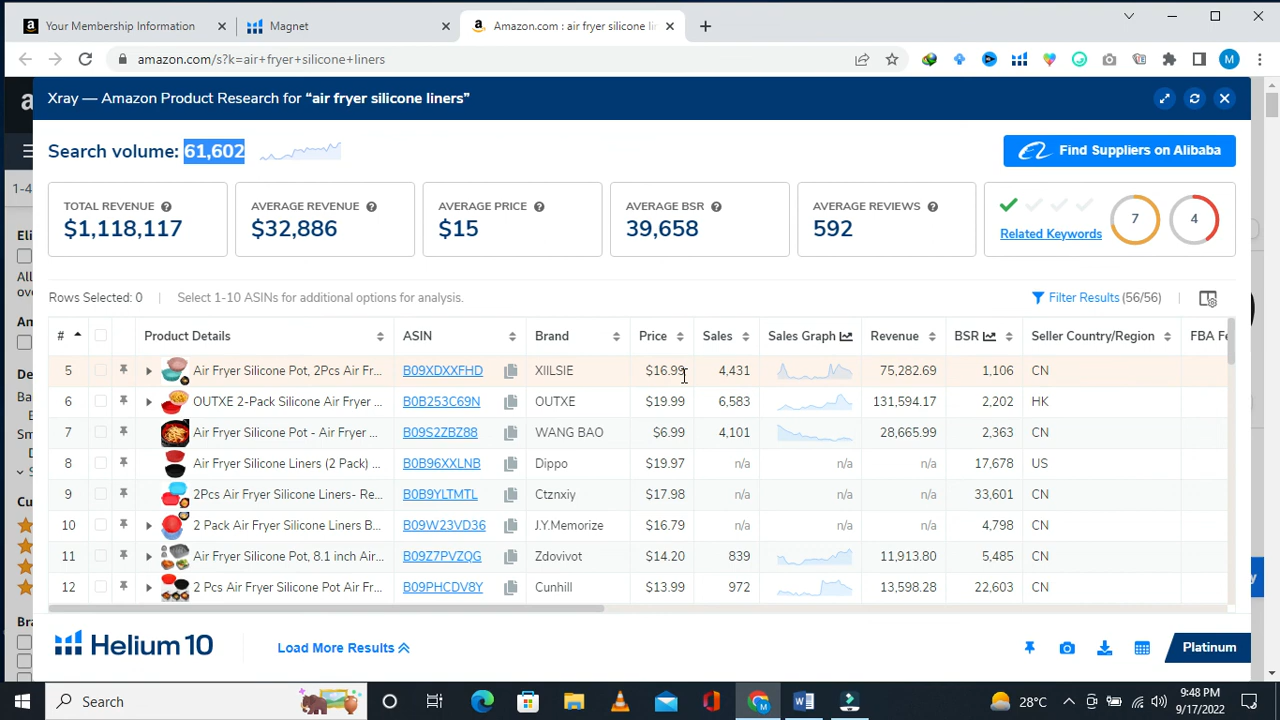 Your Membership Information
Magnet
Amazon.com : air fryer silicone lin
amazon.com/s?k=air+fryer+silicone+liners
M
Xray — Amazon Product Research for “air fryer silicone liners”
Search volume: 61,602
Find Suppliers on Alibaba
TOTAL REVENUE
$1,118,117
AVERAGE REVENUE
$32,886
AVERAGE PRICE
$15
AVERAGE BSR
39,658
AVERAGE REVIEWS
592
Related Keywords
7
4
Rows Selected: 0 | Select 1-10 ASINs for additional options for analysis.
Filter Results (56/56)
# Product Details ASIN Brand Price Sales Sales Graph Revenue BSR Seller Country/Region FBA Fe
5 Air Fryer Silicone Pot, 2Pcs Air Fr... B09XDXXFHD XIILSIE $16.99 4,431 75,282.69 1,106 CN
6 OUTXE 2-Pack Silicone Air Fryer ... B0B253C69N OUTXE $19.99 6,583 131,594.17 2,202 HK
7 Air Fryer Silicone Pot - Air Fryer ... B09S2ZBZ88 WANG BAO $6.99 4,101 28,665.99 2,363 CN
8 Air Fryer Silicone Liners (2 Pack) ... B0B96XXLNB Dippo $19.97 n/a n/a n/a 17,678 US
9 2Pcs Air Fryer Silicone Liners- Re... B0B9YLTMTL Ctznxiy $17.98 n/a n/a n/a 33,601 CN
10 2 Pack Air Fryer Silicone Liners B... B09W23VD36 J.Y.Memorize $16.79 n/a n/a n/a 4,798 CN
11 Air Fryer Silicone Pot, 8.1 inch Air... B09Z7PVZQG Zdovivot $14.20 839 11,913.80 5,485 CN
12 2 Pcs Air Fryer Silicone Pot Air Fr... B09PHCDV8Y Cunhill $13.99 972 13,598.28 22,603 CN
Helium 10
Load More Results
Platinum
Search
28°C
9:48 PM
9/17/2022